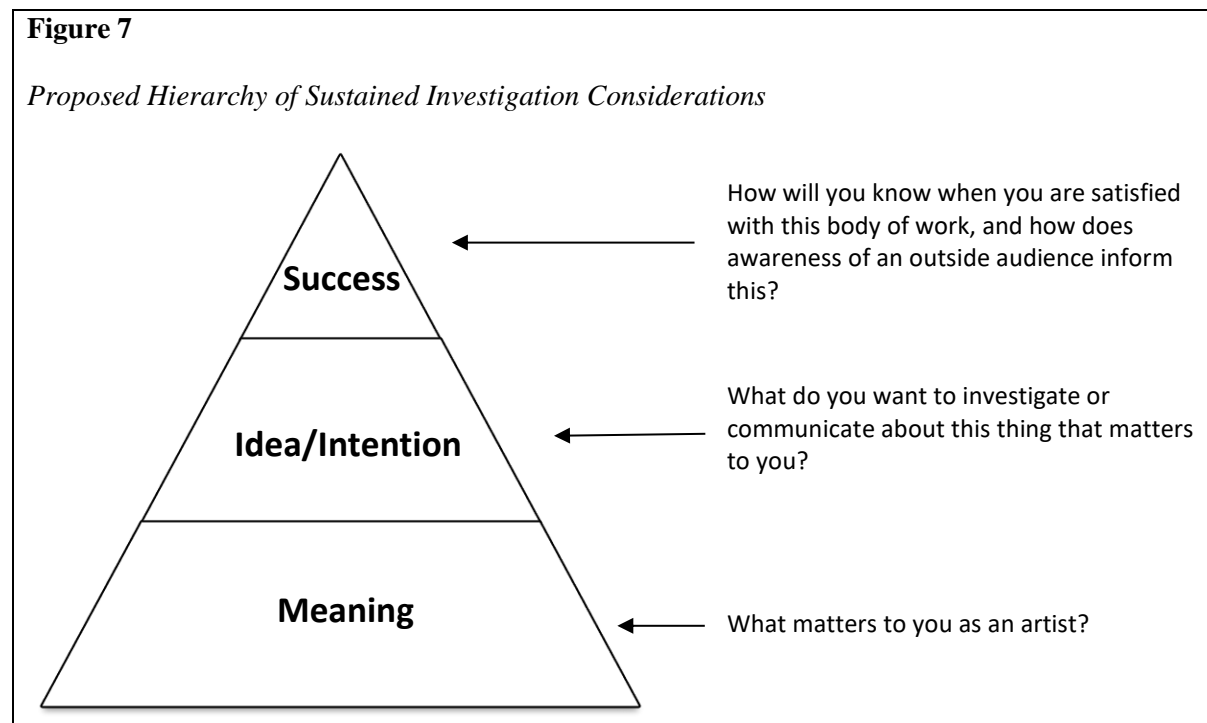 Figure 7
Proposed Hierarchy of Sustained Investigation Considerations
How will you know when you are satisfied
with this body of work, and how does
awareness of an outside audience inform
this?
Success
What do you want to investigate or
communicate about this thing that matters
to you?
Idea/Intention
What matters to you as an artist?
Meaning